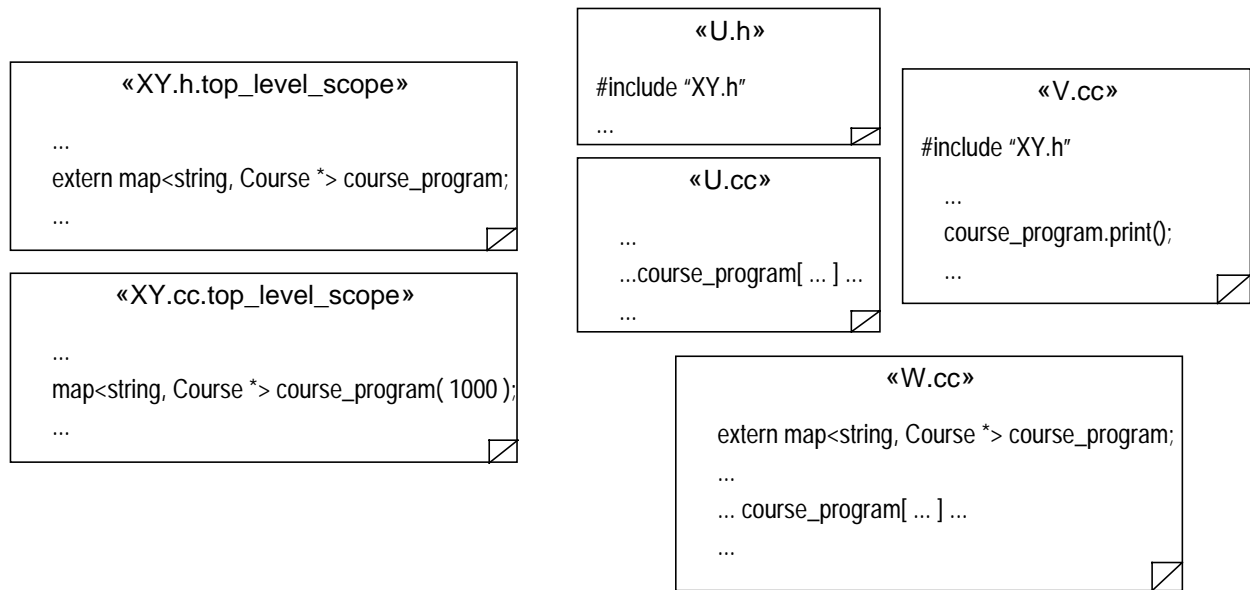 «XY.h.top_level_scope»
...
extern map<string, Course *> course_program;
...
«XY.cc.top_level_scope»
...
map<string, Course *> course_program( 1000 );
...
«U.h»
#include “XY.h”
...
«U.cc»
...
...course_program[ ... ] ...
...
«V.cc»
#include “XY.h”
...
course_program.print();
...
«W.cc»
extern map<string, Course *> course_program;
...
... course_program[ ... ] ...
...